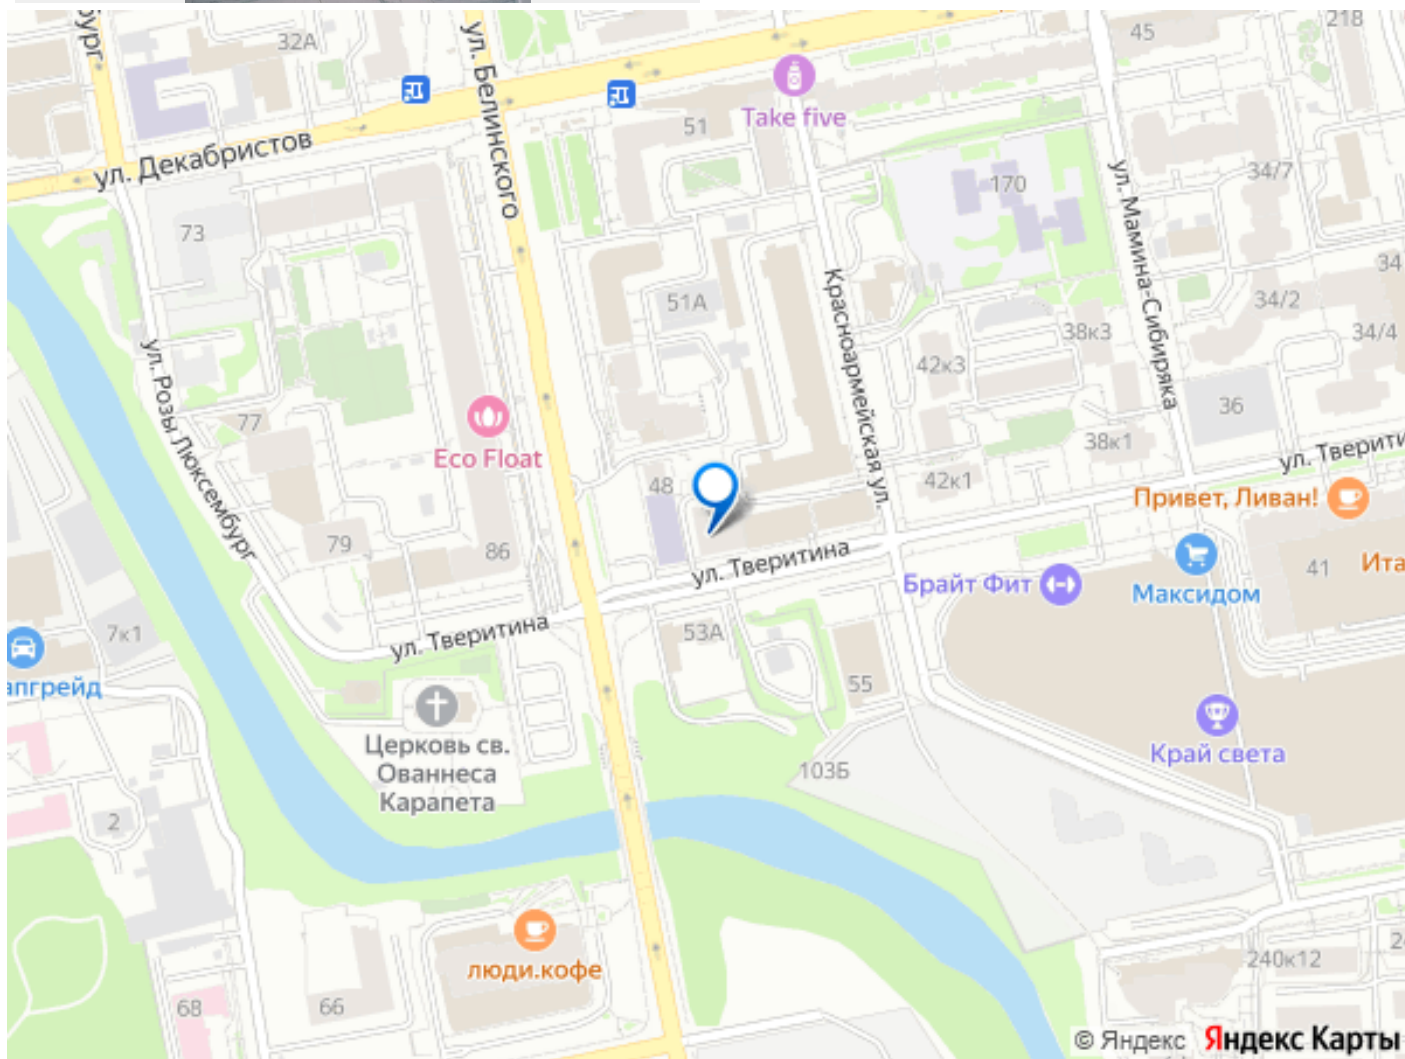 бург
32А
ул. Белинского
45
218
Take five
51
ул. Декабристов
170
34/7
ул. Мамина-Сибиряка
73
34
51А
Красноармейская ул.
34/2
38к3
34/4
42к3
ул. Розы Люксембург
36
77
38к1
Eco Float
ул. Тверити
48
42к1
Привет, Ливан!
79
86
ул. Тверитина
41
Ита
Брайт Фит
Максидом
ул. Тверитина
53А
7к1
55
апгрейд
Край света
Церковь св.
Ованнеса
Карапета
103Б
2
люди.кофе
240к12
68
66
© Яндекс Яндекс Карты